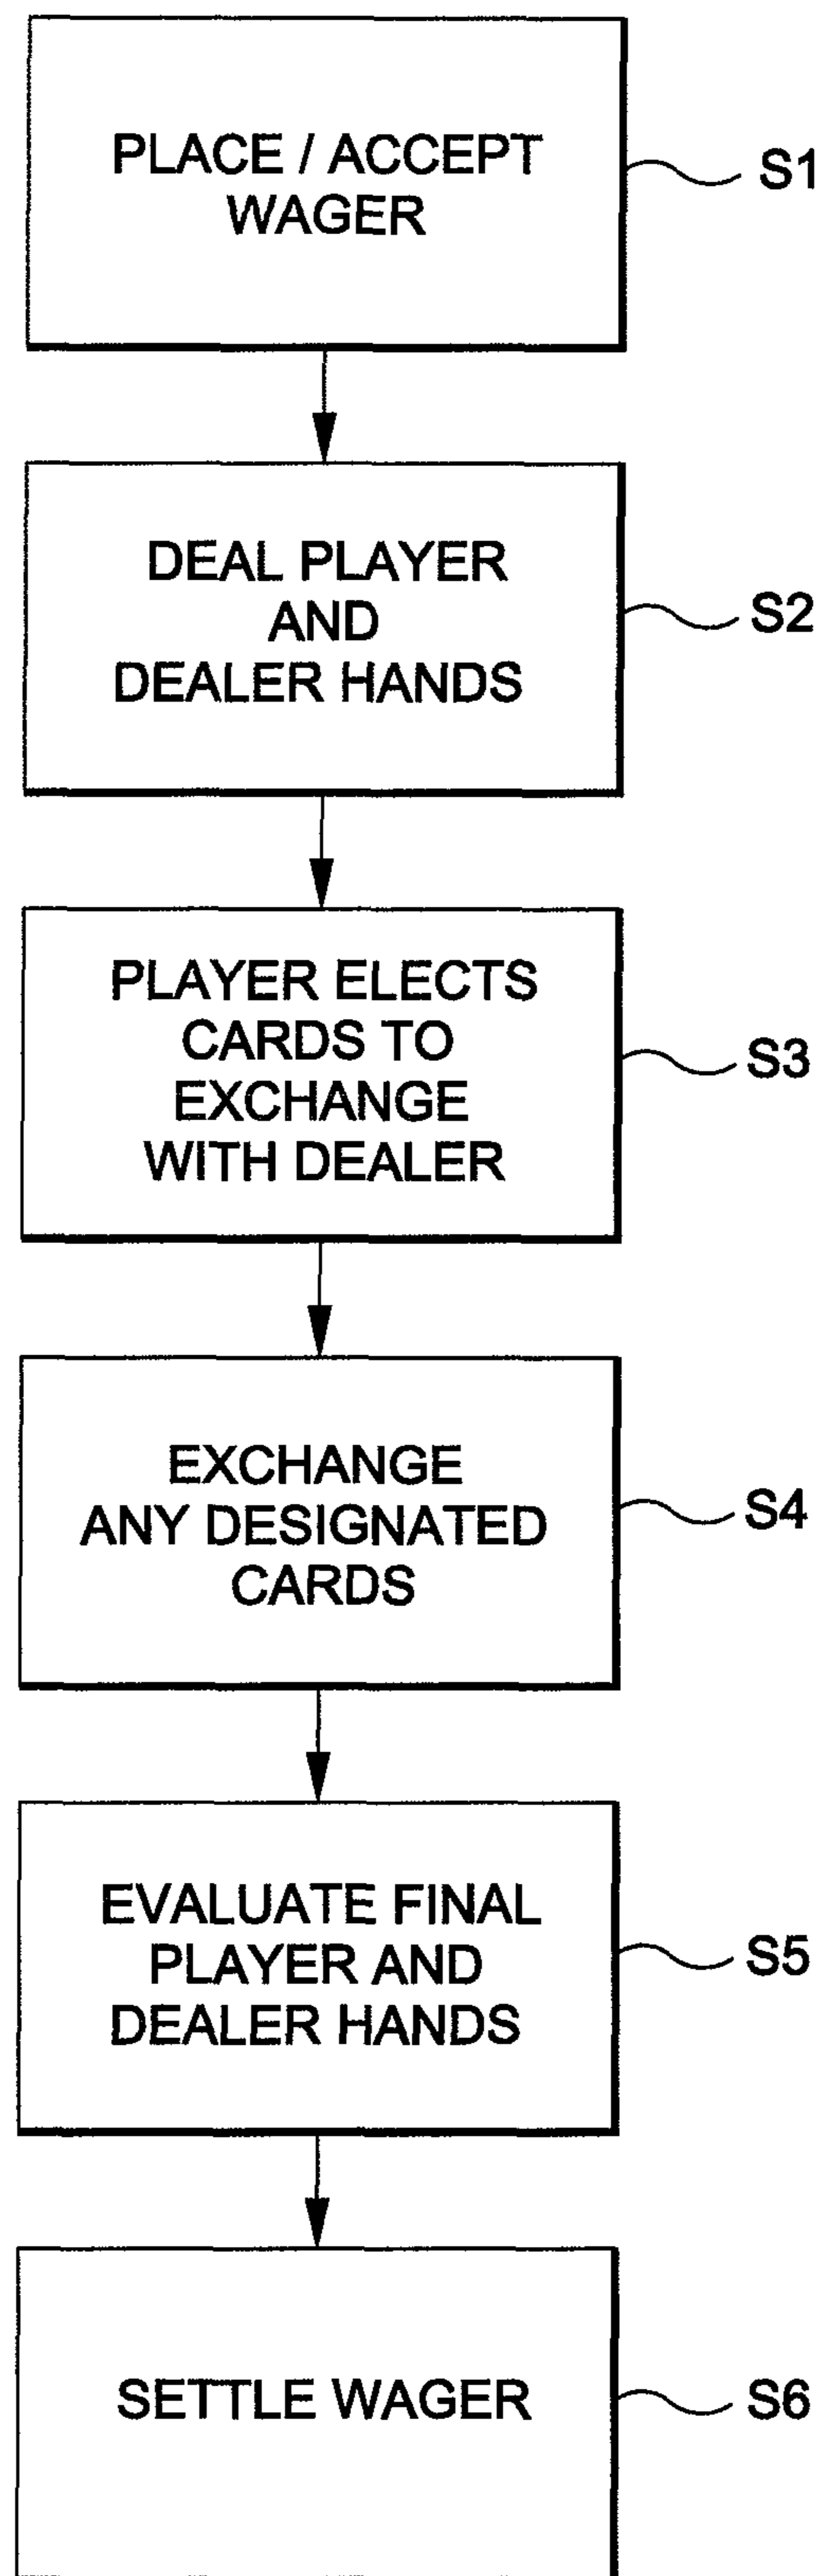 PLACE / ACCEPT
WAGER
S1
DEAL PLAYER
AND
DEALER HANDS
S2
PLAYER ELECTS
CARDS TO
EXCHANGE
WITH DEALER
S3
EXCHANGE
ANY DESIGNATED
CARDS
S4
EVALUATE FINAL
PLAYER AND
DEALER HANDS
S5
SETTLE WAGER
S6